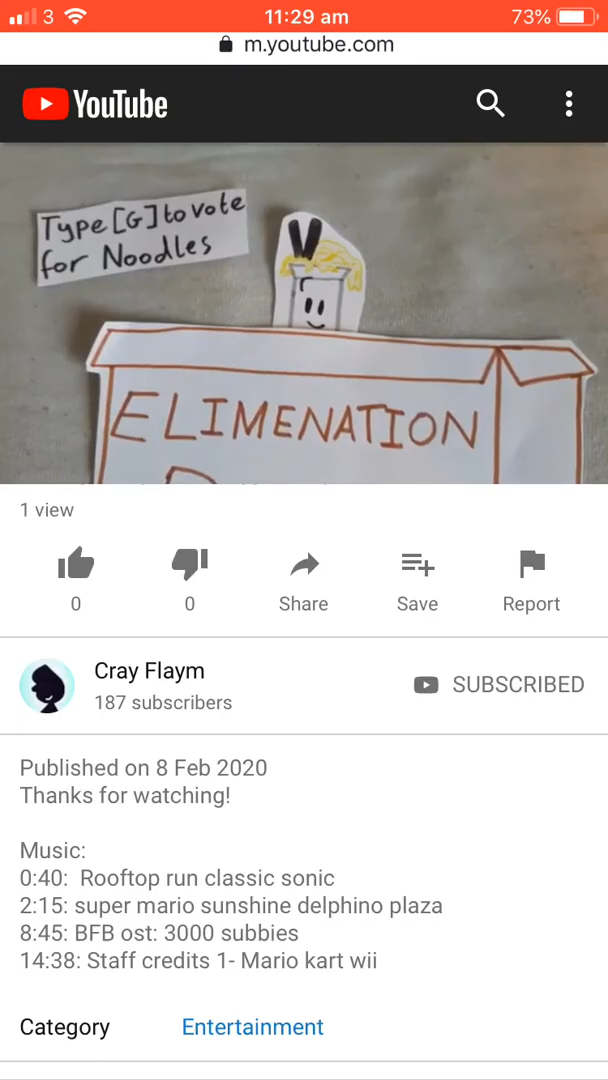 3 11:29 am 73%
m.youtube.com
YouTube
Type [G] to vote
for Noodles
ELIMENATION
1 view
0 0 Share Save Report
Cray Flaym SUBSCRIBED
187 subscribers
Published on 8 Feb 2020
Thanks for watching!
Music:
0:40: Rooftop run classic sonic
2:15: super mario sunshine delphino plaza
8:45: BFB ost: 3000 subbies
14:38: Staff credits 1- Mario kart wii
Category Entertainment